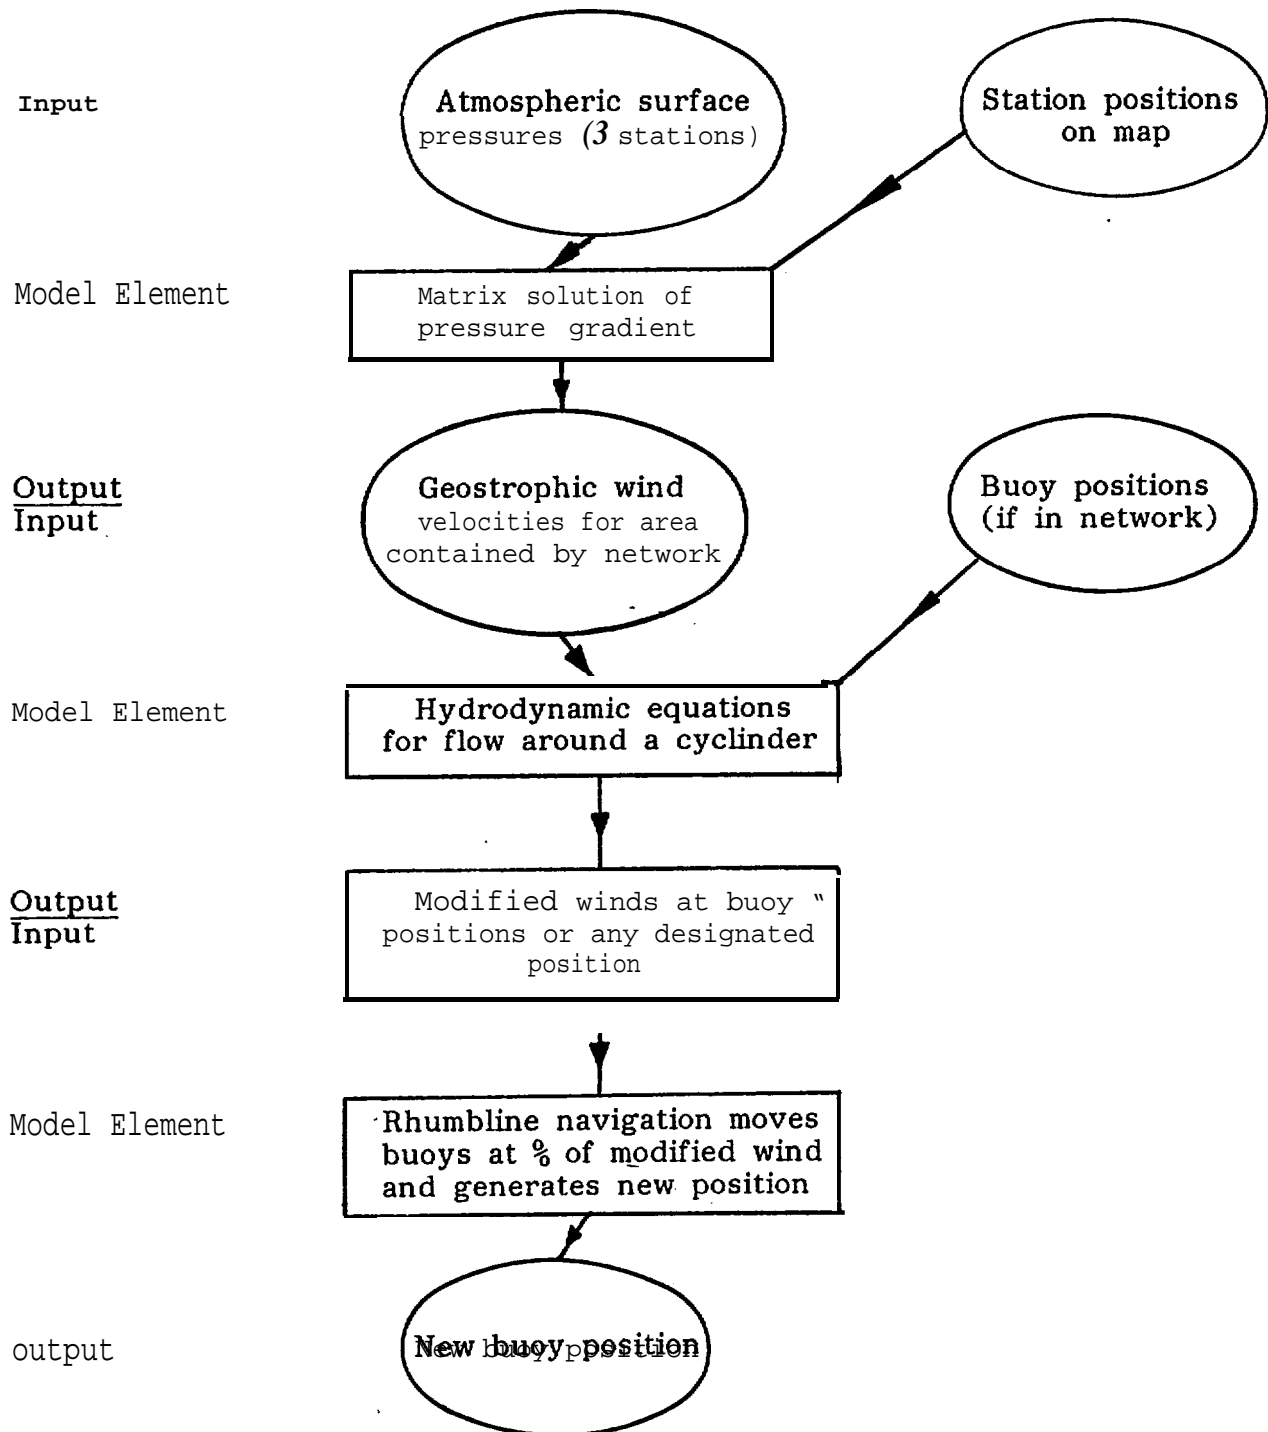 Input
Atmospheric surface
pressures (3 stations)
Station positions
on map
Model Element
Matrix solution of
pressure gradient
Output
Input
Geostrophic wind
velocities for area
contained by network
Buoy positions
(if in network)
Model Element
Hydrodynamic equations
for flow around a cyclinder
Output
Input
Modified winds at buoy "
positions or any designated
position
Model Element
Rhumbline navigation moves
buoys at % of modified wind
and generates new position
output
New buoy position